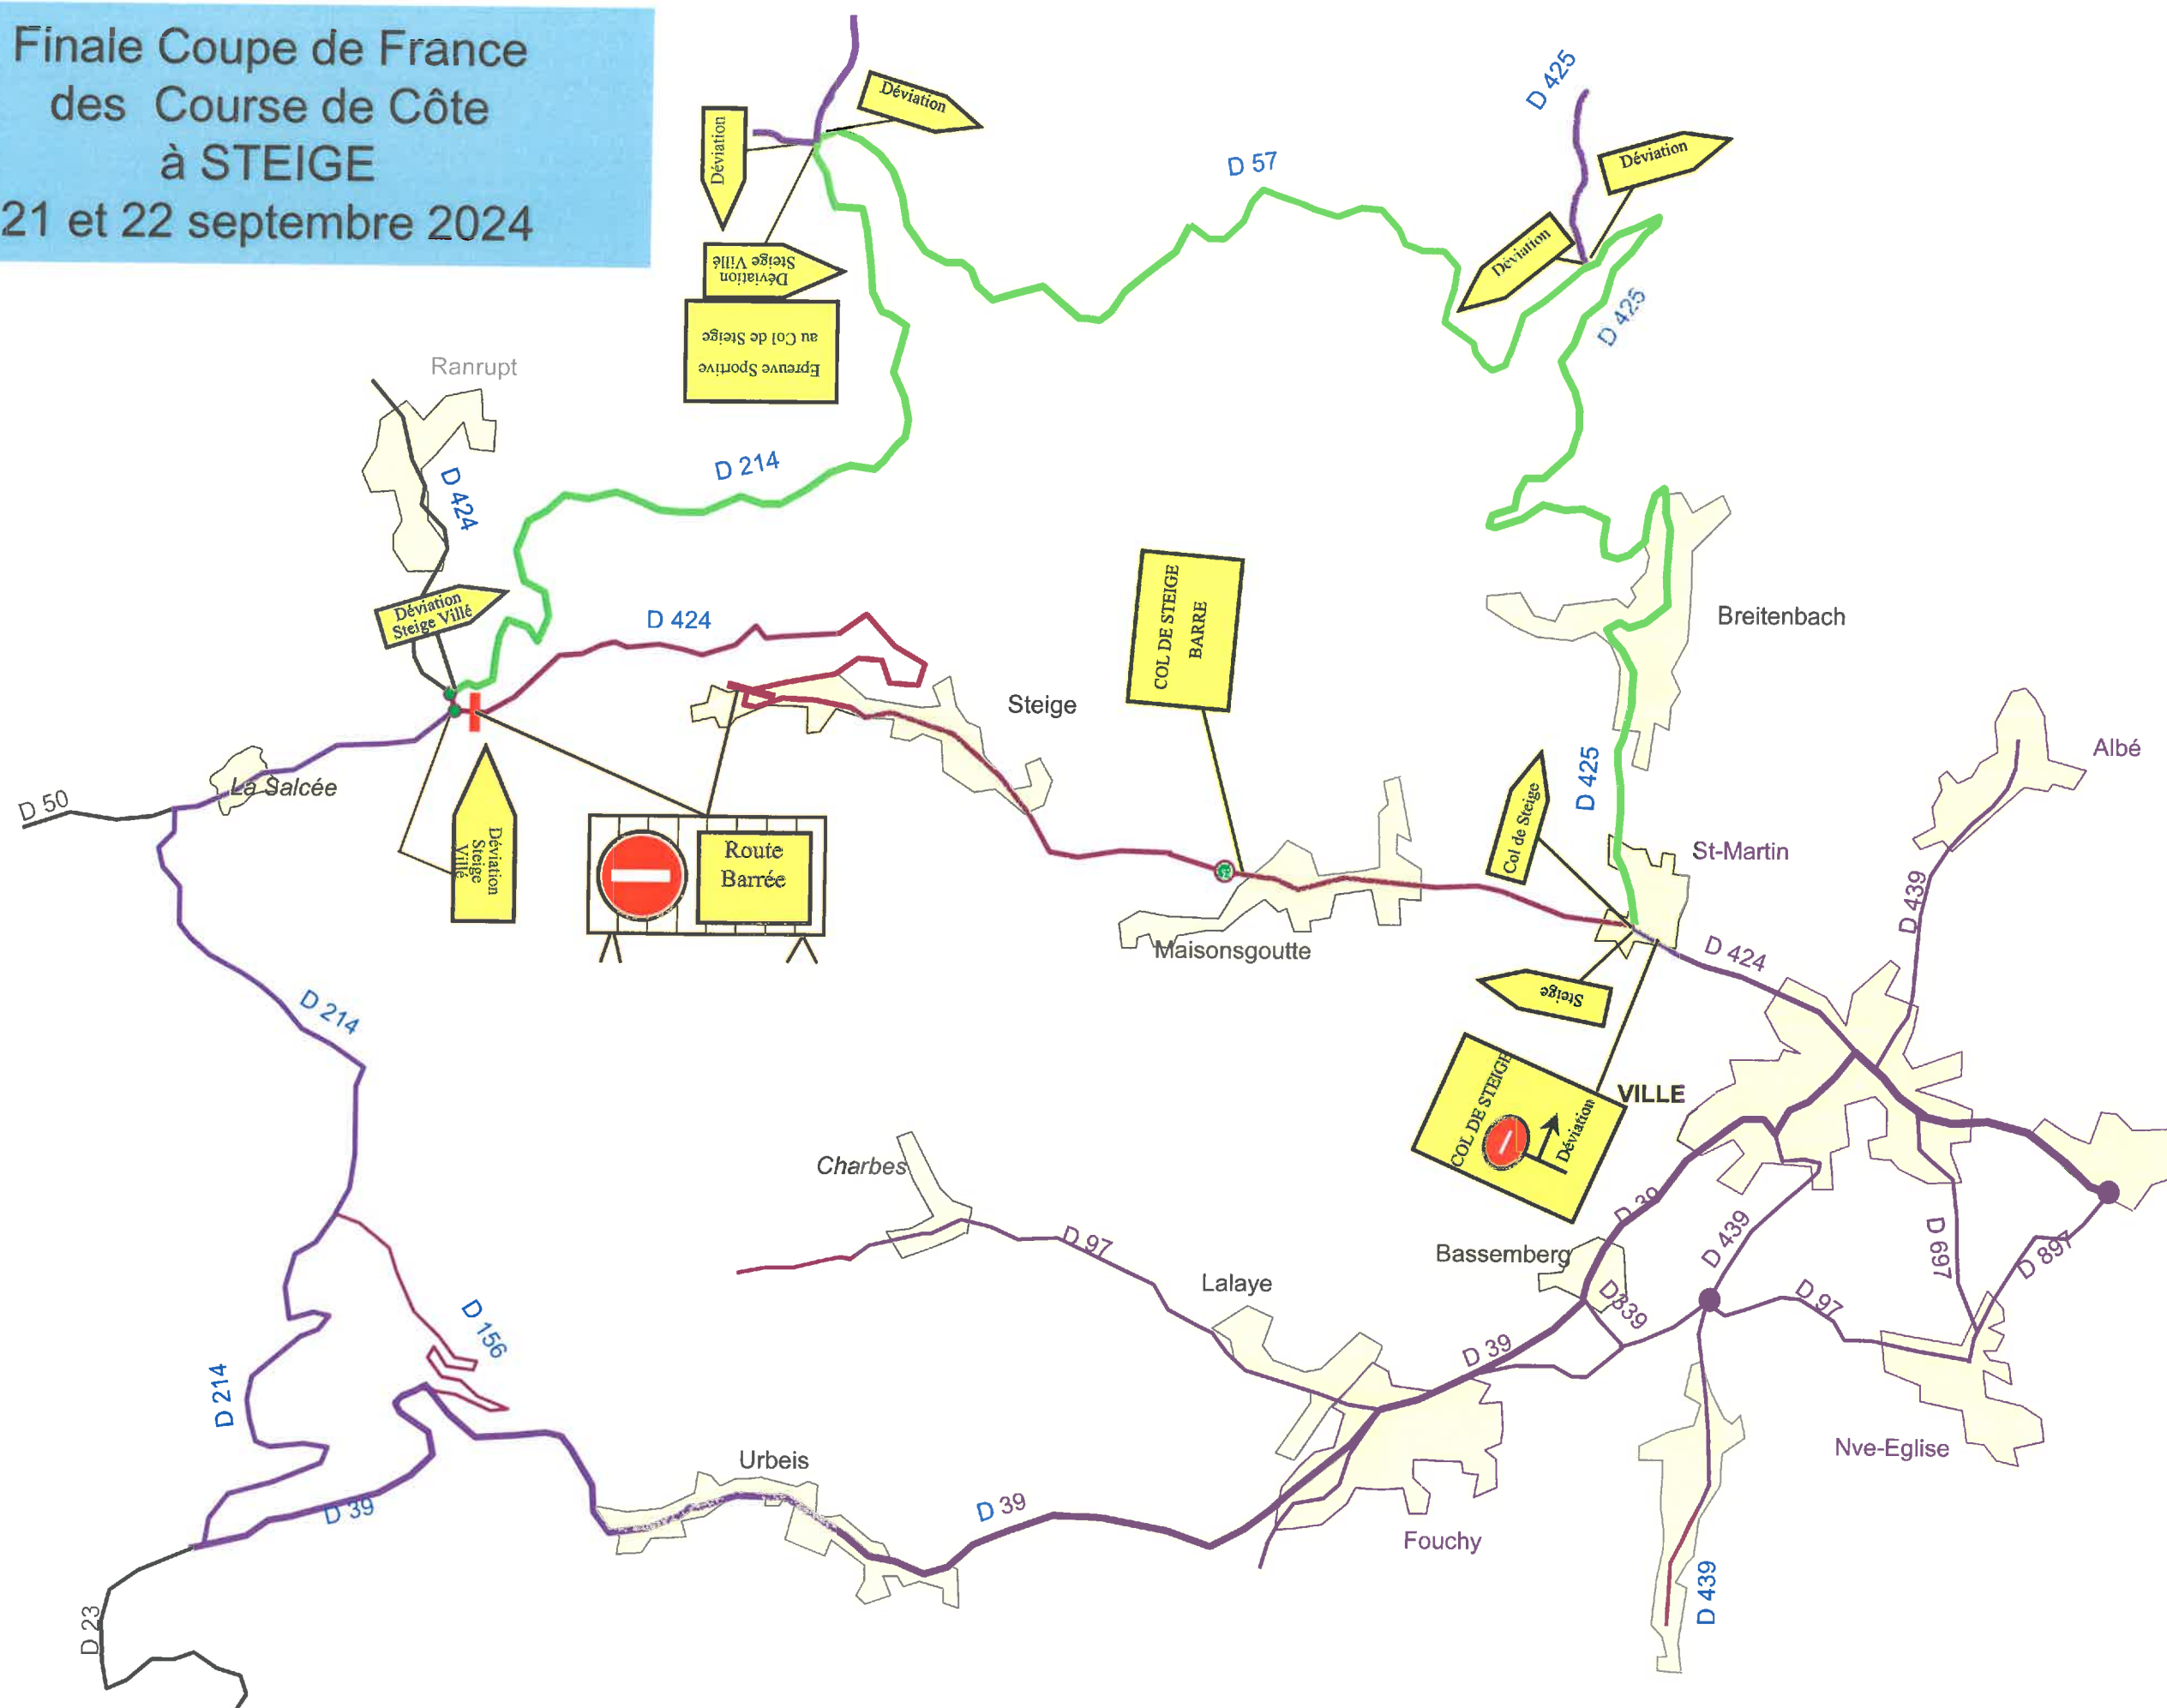 Finale Coupe de France
des Course de Côte
à STEIGE
21 et 22 septembre 2024
Déviation
Déviation
Déviation
Steige Villé
Epreuve Sportive
au Col de Steige
D 57
D 425
Déviation
Déviation
D 425
Ranrupt
D 424
D 214
Déviation
Steige Villé
D 424
COL DE STEIGE
BARRE
Steige
Breitenbach
Albé
D 50
La Salcée
Déviation
Steige
Villé
Route
Barrée
Maisonsgoutte
Col de Steige
D 425
St-Martin
D 439
D 424
Steige
COL DE STEIGE
Déviation
VILLE
D 214
Charbes
D 97
Lalaye
Bassemberg
D 39
D 439
D 697
D 897
D339
D 97
D 39
D 156
D 214
Urbeis
Nve-Eglise
D 39
D 39
Fouchy
D 439
D 23